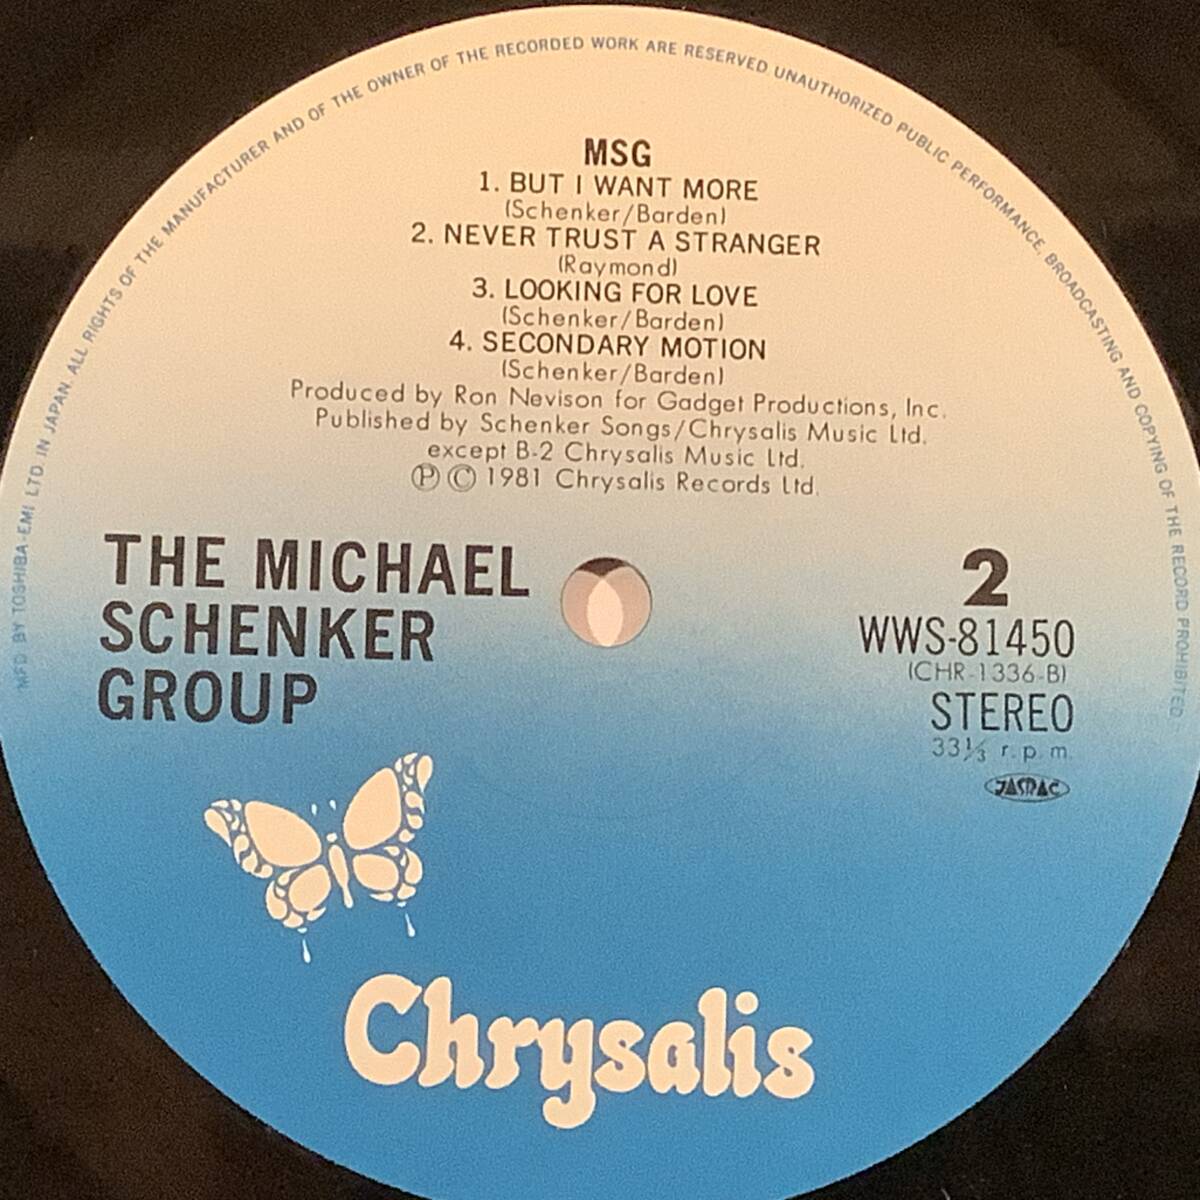 MFD BY TOSHIBA-EMI LTD. IN JAPAN. ALL RIGHTS OF THE MANUFACTURER AND OF THE OWNER OF THE RECORDED WORK ARE RESERVED UNAUTHORIZED PUBLIC PERFORMANCE, BROADCASTING AND COPYING OF THE RECORD PROHIBITED.
MSG
1. BUT I WANT MORE
(Schenker/Barden)
2. NEVER TRUST A STRANGER
(Raymond)
3. LOOKING FOR LOVE
(Schenker/Barden)
4. SECONDARY MOTION
(Schenker/Barden)
Produced by Ron Nevison for Gadget Productions, Inc.
Published by Schenker Songs/Chrysalis Music Ltd.
except B-2 Chrysalis Music Ltd.
Ⓟ Ⓒ 1981 Chrysalis Records Ltd.
THE MICHAEL
SCHENKER
GROUP
2
WWS-81450
(CHR-1336-B)
STEREO
33⅓ r.p.m.
JASRAC
Chrysalis